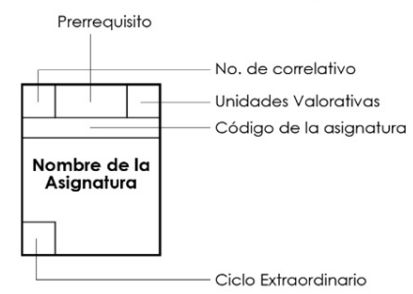 Prerrequisito
No. de correlativo
Unidades Valorativas
Código de la asignatura
Nombre de la
Asignatura
Ciclo Extraordinario